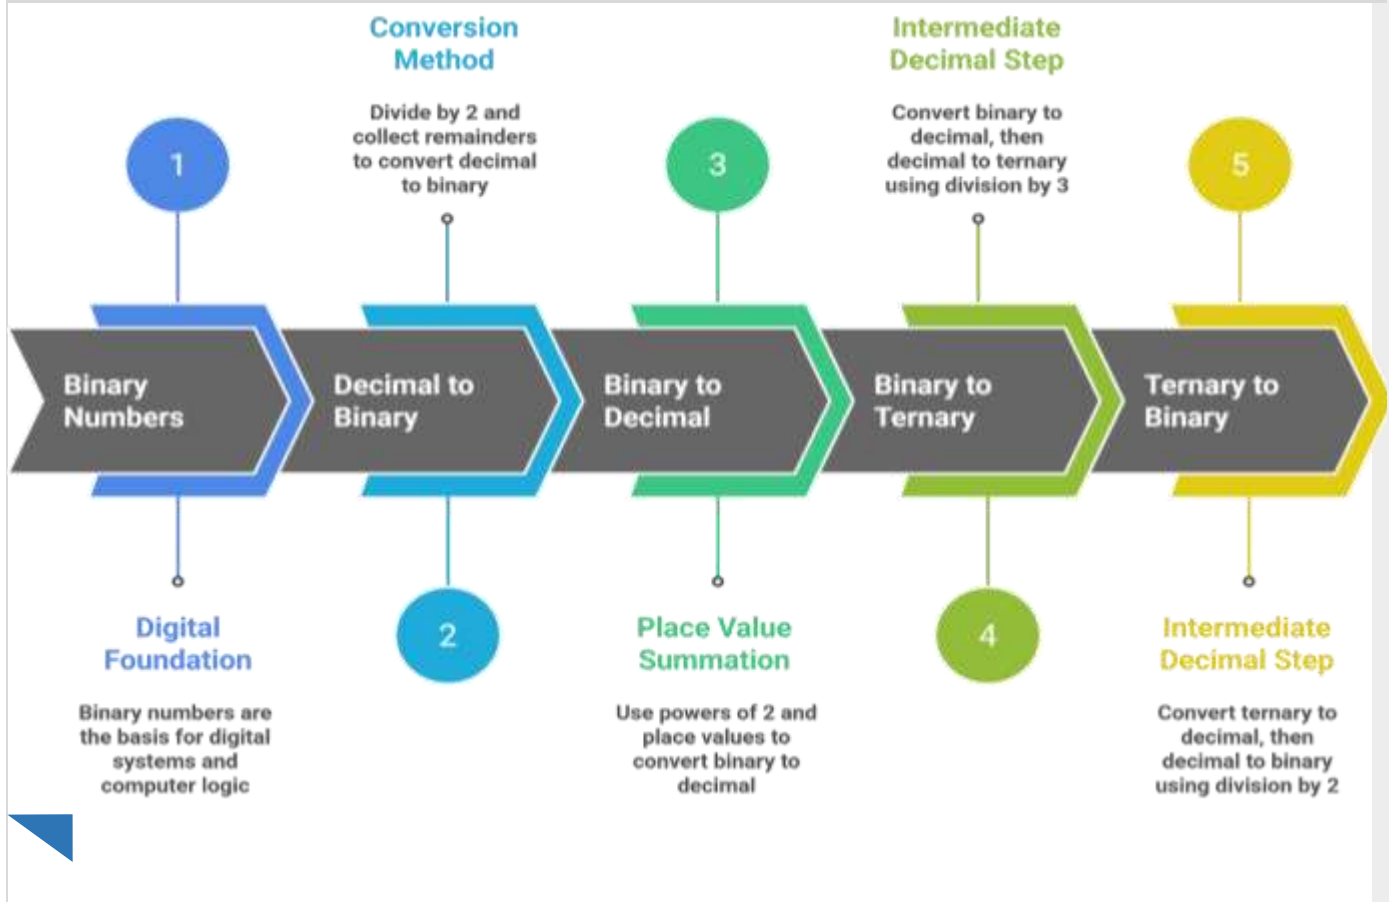 1
Binary
Numbers
Digital
Foundation
Binary numbers are
the basis for digital
systems and
computer logic
Conversion
Method
Divide by 2 and
collect remainders
to convert decimal
to binary
Decimal to
Binary
2
3
Binary to
Decimal
Place Value
Summation
Use powers of 2 and
place values to
convert binary to
decimal
Intermediate
Decimal Step
Convert binary to
decimal, then
decimal to ternary
using division by 3
Binary to
Ternary
4
5
Ternary to
Binary
Intermediate
Decimal Step
Convert ternary to
decimal, then
decimal to binary
using division by 2